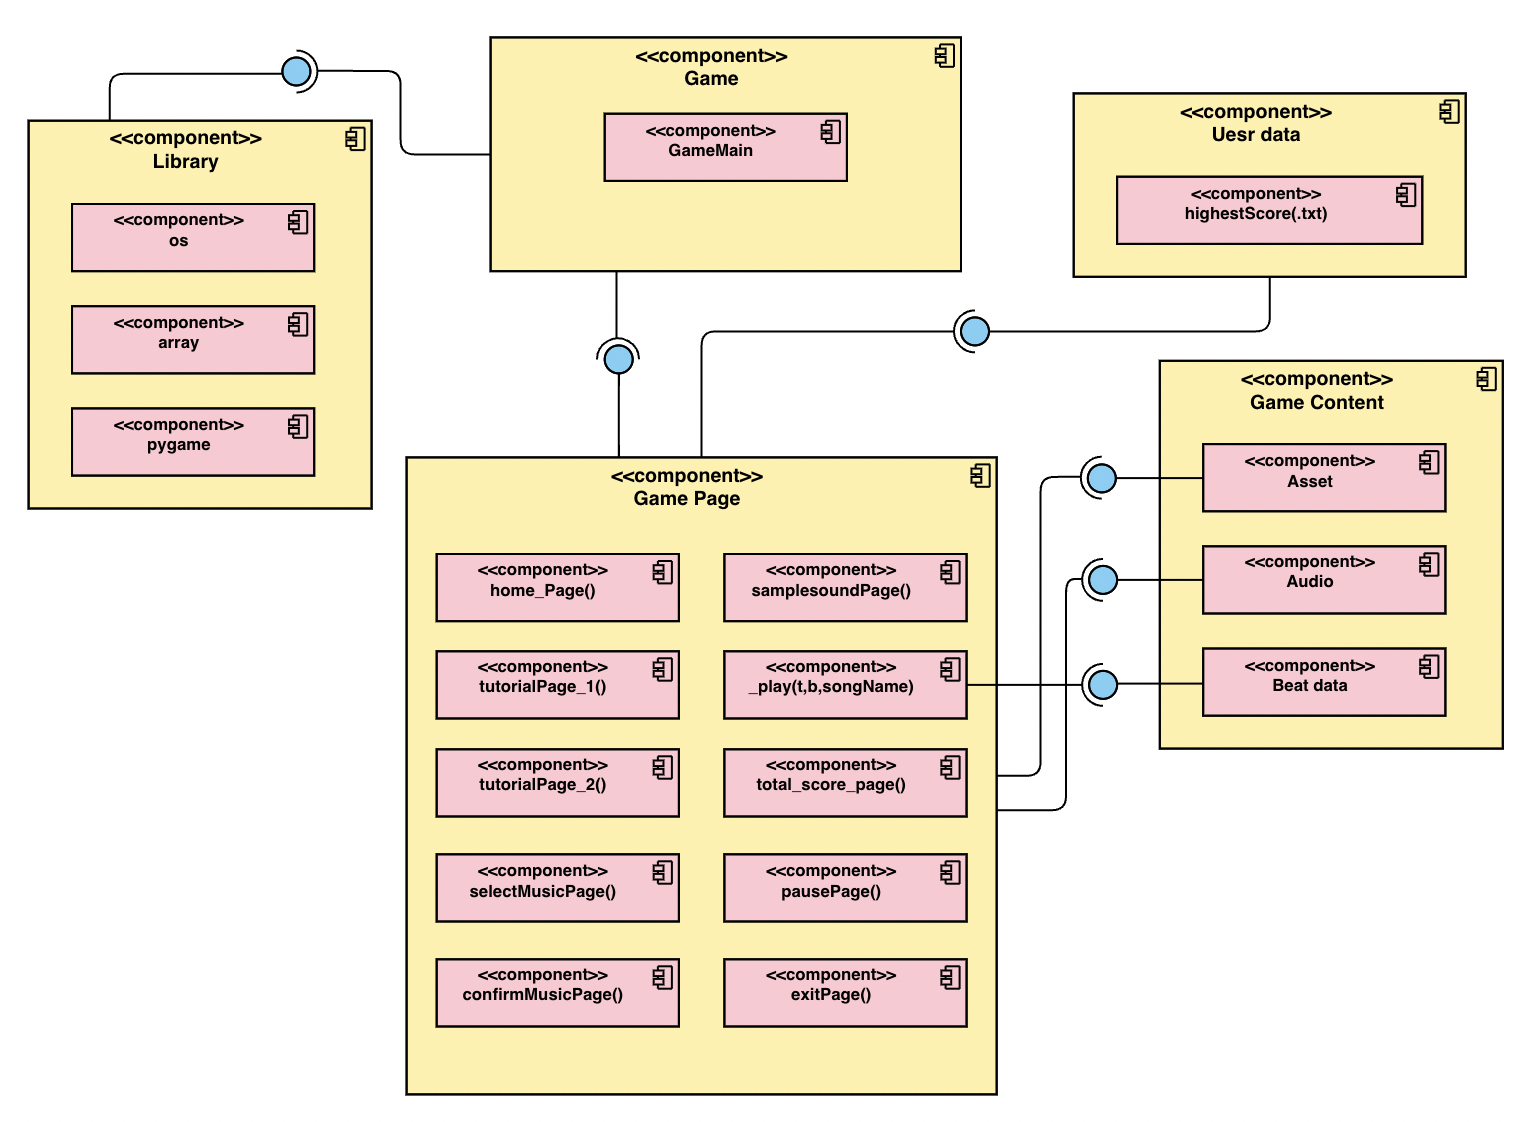 <<component>>
Game
<<component>>
GameMain
<<component>>
Library
<<component>>
os
<<component>>
array
<<component>>
pygame
<<component>>
Uesr data
<<component>>
highestScore(.txt)
<<component>>
Game Content
<<component>>
Asset
<<component>>
Audio
<<component>>
Beat data
<<component>>
Game Page
<<component>>
home_Page()
<<component>>
samplesoundPage()
<<component>>
tutorialPage_1()
<<component>>
_play(t,b,songName)
<<component>>
tutorialPage_2()
<<component>>
total_score_page()
<<component>>
selectMusicPage()
<<component>>
pausePage()
<<component>>
confirmMusicPage()
<<component>>
exitPage()